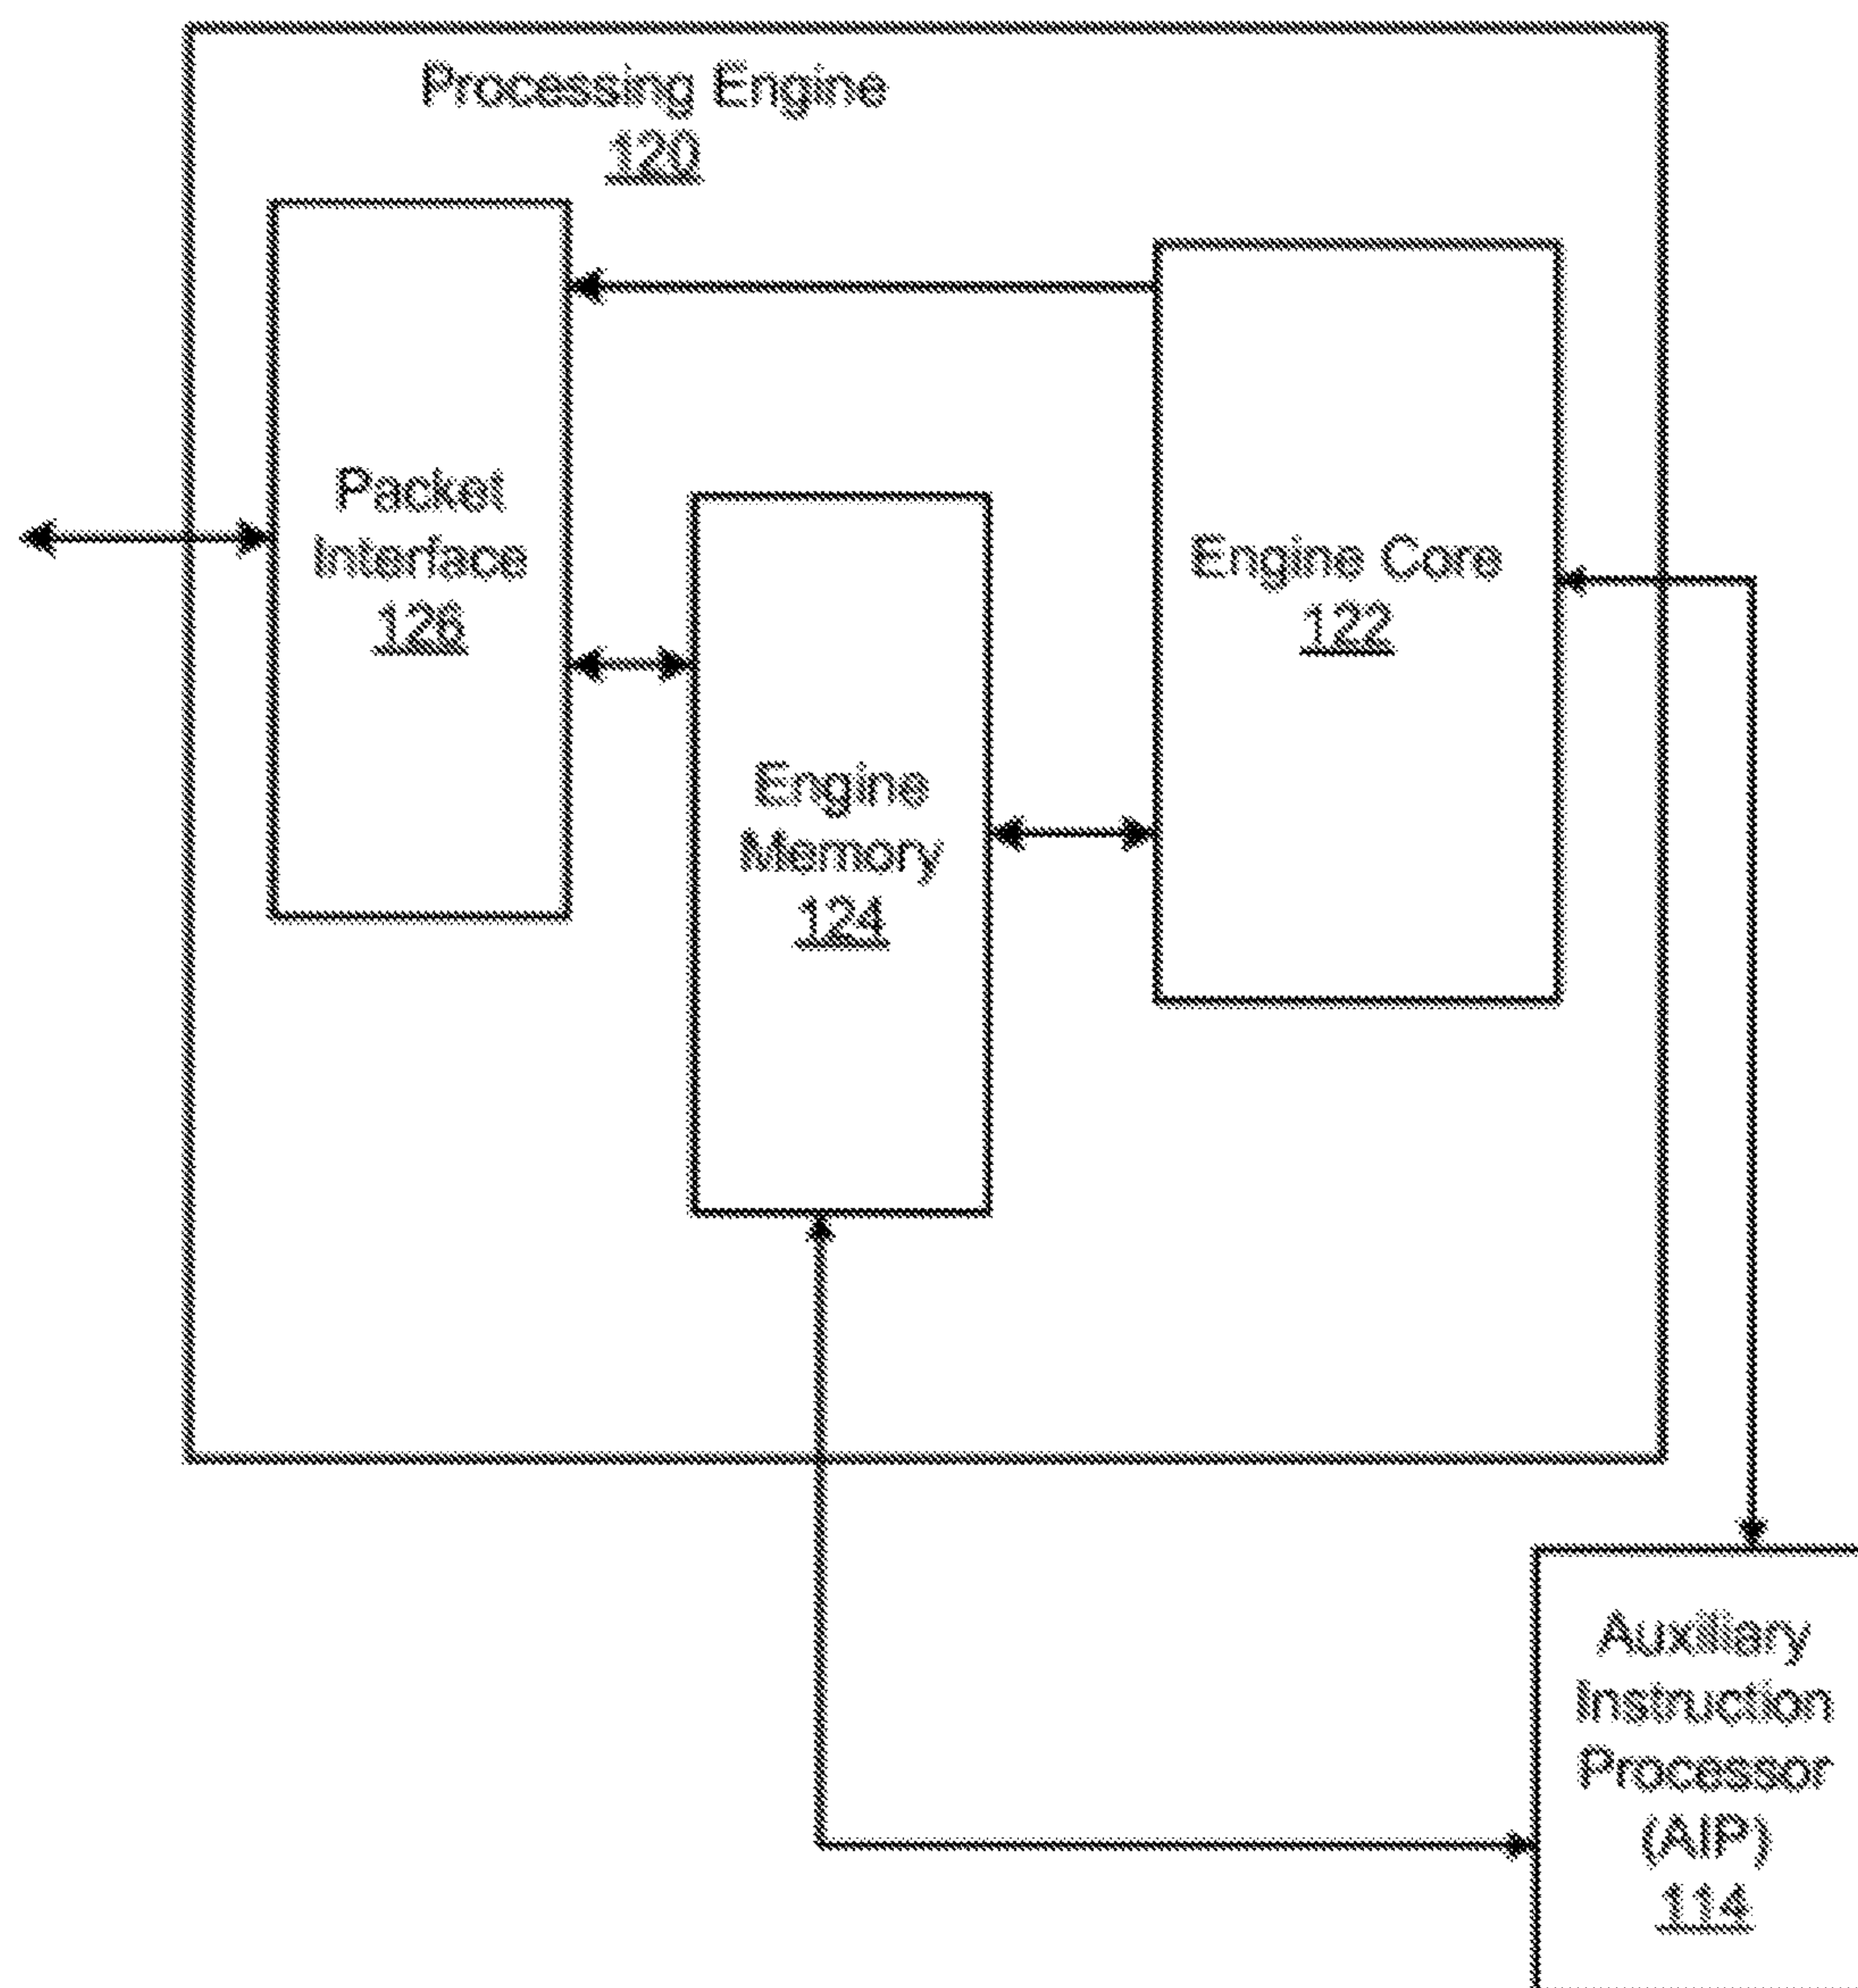 Processing Engine
120
Packet
Interface
126
Engine Core
122
Engine
Memory
124
Auxiliary
Instruction
Processor
(AIP)
114